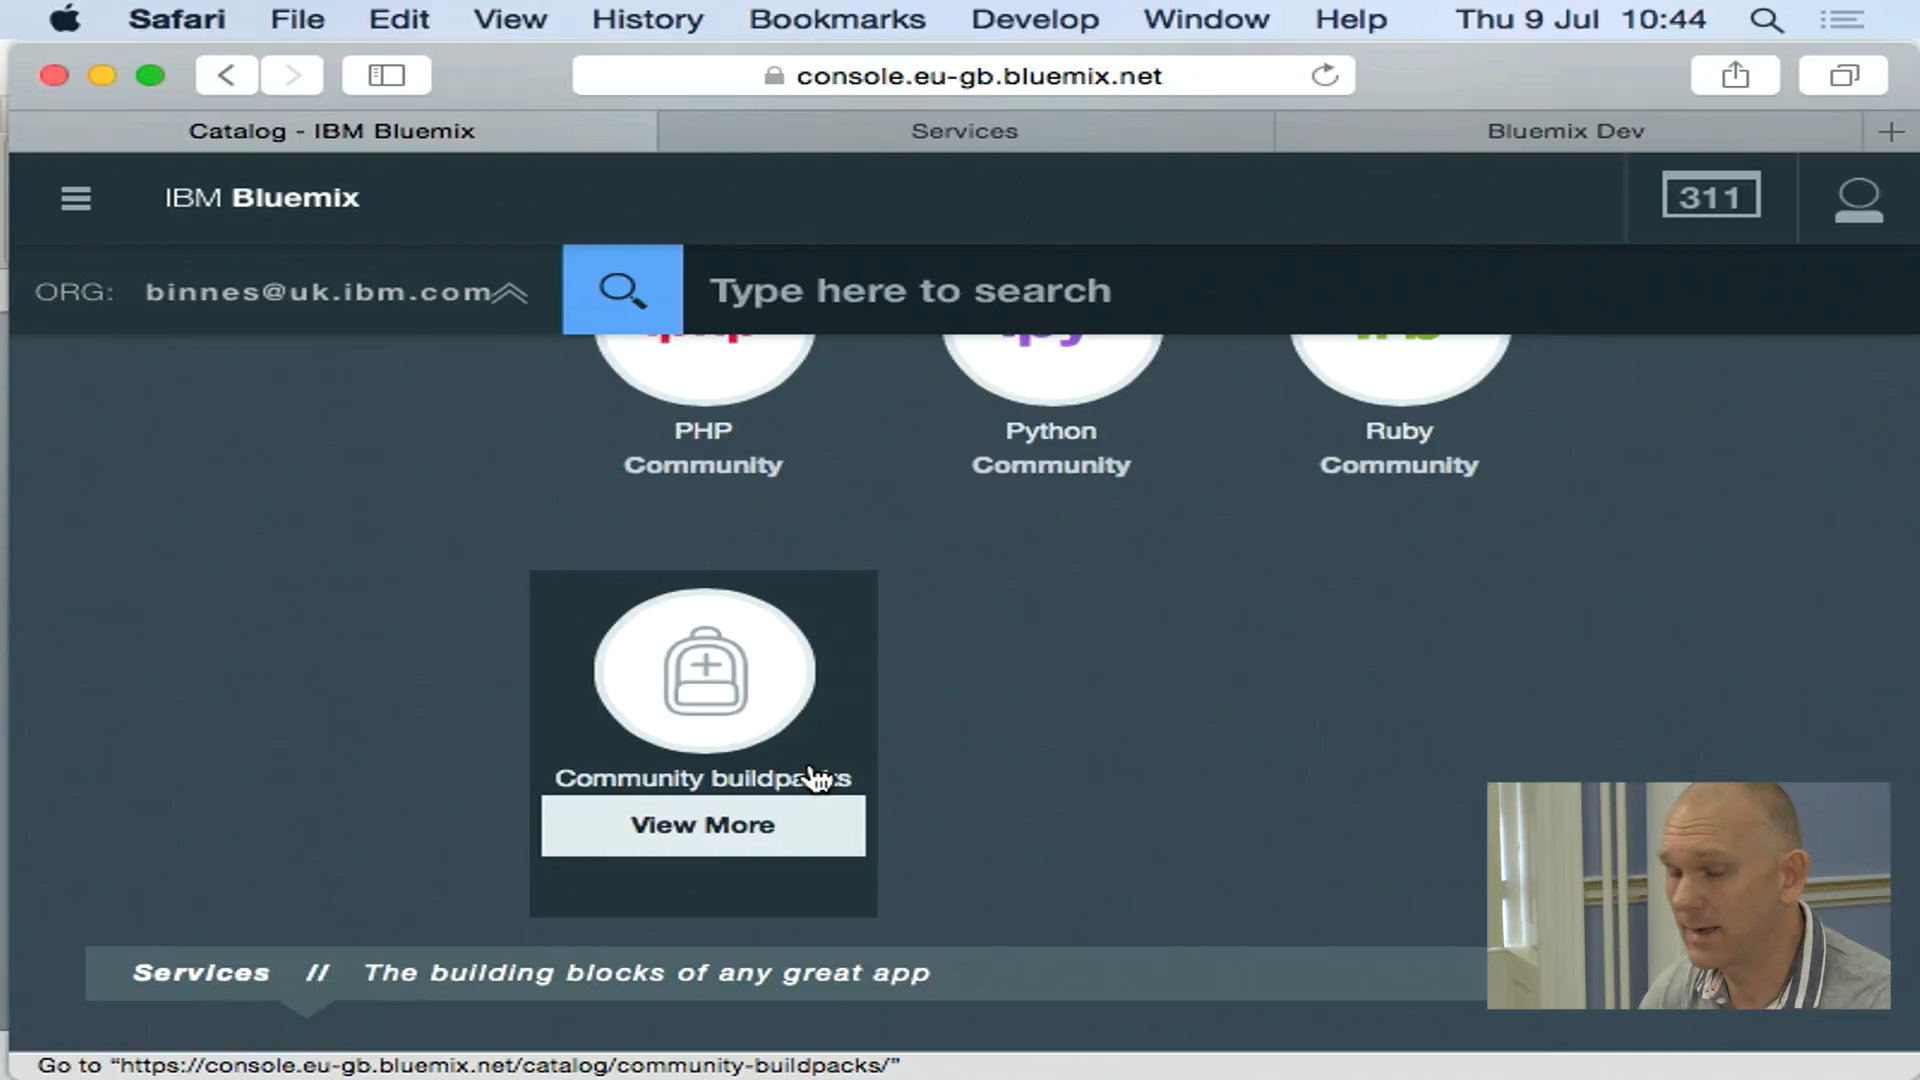 Safari File Edit View History Bookmarks Develop Window Help Thu 9 Jul 10:44
console.eu-gb.bluemix.net
Catalog - IBM Bluemix Services Bluemix Dev
IBM Bluemix 311
ORG: binnes@uk.ibm.com Type here to search
PHP Python Ruby
Community Community Community
Community
View More
Services // The building blocks of any great app
Go to “https://console.eu-gb.bluemix.net/catalog/community-buildpacks/”